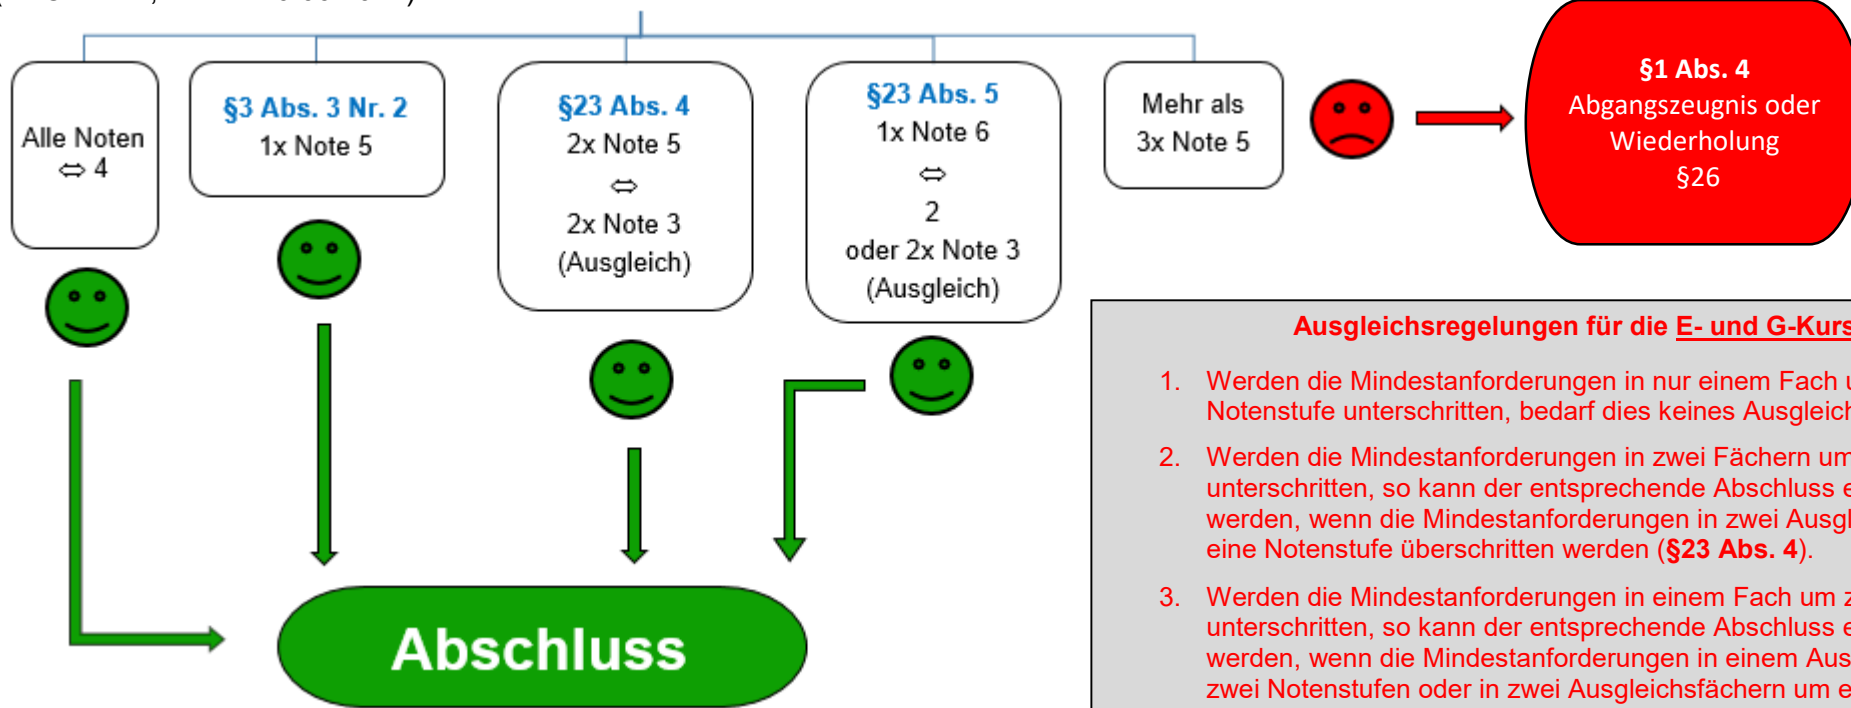 Alle Noten
⇔ 4
§3 Abs. 3 Nr. 2
1x Note 5
§23 Abs. 4
2x Note 5
⇔
2x Note 3
(Ausgleich)
§23 Abs. 5
1x Note 6
⇔
2
oder 2x Note 3
(Ausgleich)
Mehr als
3x Note 5
§1 Abs. 4
Abgangszeugnis oder
Wiederholung
§26
Abschluss
Ausgleichsregelungen für die E- und G-Kurs
1. Werden die Mindestanforderungen in nur einem Fach
Notenstufe unterschritten, bedarf dies keines Ausgleich
2. Werden die Mindestanforderungen in zwei Fächern um
unterschritten, so kann der entsprechende Abschluss
werden, wenn die Mindestanforderungen in zwei Ausgl
eine Notenstufe überschritten werden (§23 Abs. 4).
3. Werden die Mindestanforderungen in einem Fach um
unterschritten, so kann der entsprechende Abschluss
werden, wenn die Mindestanforderungen in einem Aus
zwei Notenstufen oder in zwei Ausgleichsfächern um